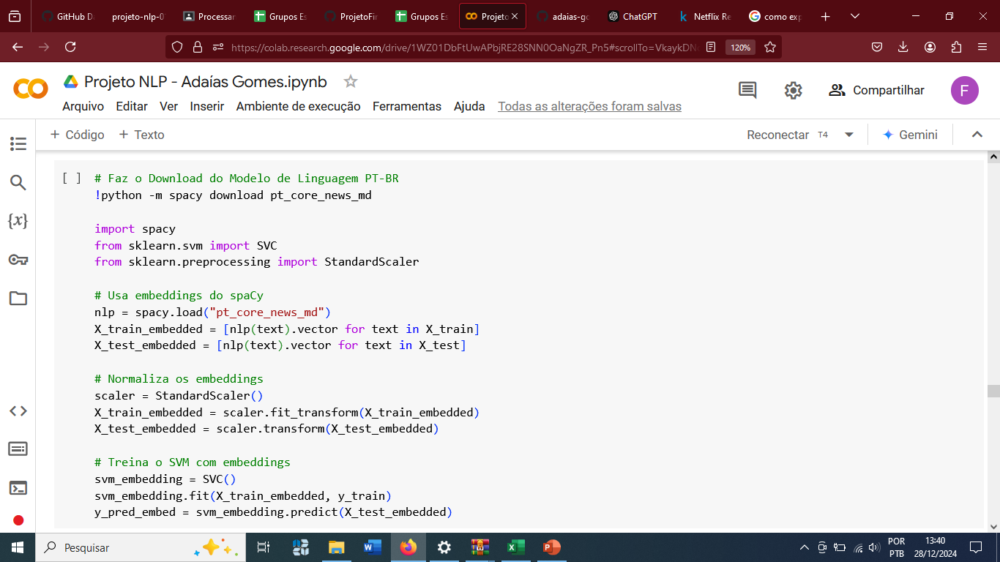 GitHub D
projeto-nlp-0
Processar
Grupos Es
ProjetoFir
Grupos Es
Projeto
adaias-go
ChatGPT
Netflix Re
como exp
https://colab.research.google.com/drive/1WZ01DbFtUwAPbjRE28SNN0OaNgZR_Pn5#scrollTo=VkaykDN
120%
Projeto NLP - Adaías Gomes.ipynb
Arquivo Editar Ver Inserir Ambiente de execução Ferramentas Ajuda Todas as alterações foram salvas
Compartilhar
F
+ Código + Texto
Reconectar T4
Gemini
{x}
[ ] # Faz o Download do Modelo de Linguagem PT-BR
!python -m spacy download pt_core_news_md
import spacy
from sklearn.svm import SVC
from sklearn.preprocessing import StandardScaler
# Usa embeddings do spaCy
nlp = spacy.load("pt_core_news_md")
X_train_embedded = [nlp(text).vector for text in X_train]
X_test_embedded = [nlp(text).vector for text in X_test]
# Normaliza os embeddings
scaler = StandardScaler()
X_train_embedded = scaler.fit_transform(X_train_embedded)
X_test_embedded = scaler.transform(X_test_embedded)
# Treina o SVM com embeddings
svm_embedding = SVC()
svm_embedding.fit(X_train_embedded, y_train)
y_pred_embed = svm_embedding.predict(X_test_embedded)
Pesquisar
POR
PTB
13:40
28/12/2024